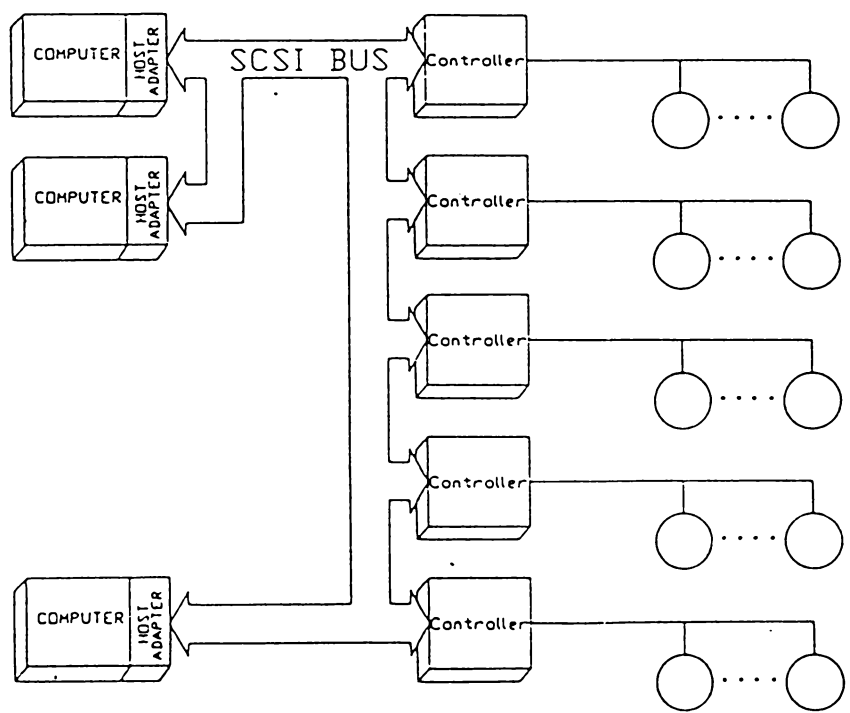 COMPUTER
HOST
ADAPTER
SCSI BUS
Controller
COMPUTER
HOST
ADAPTER
Controller
Controller
Controller
COMPUTER
HOST
ADAPTER
Controller